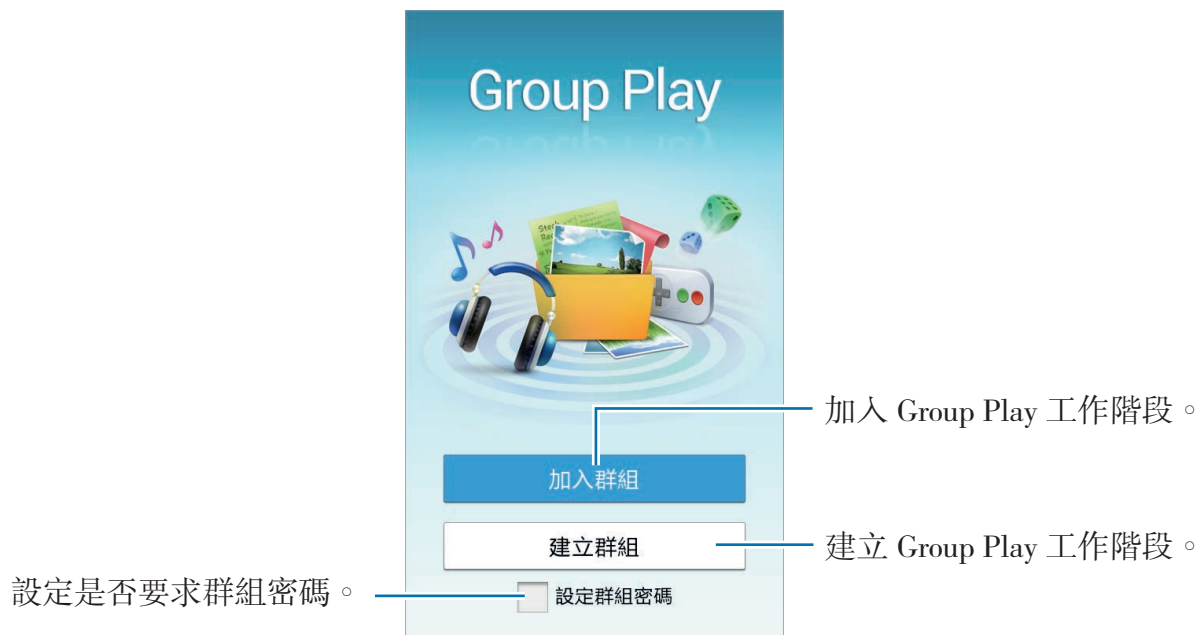 Group Play
加入 Group Play 工作階段。
加入群組
建立群組
建立 Group Play 工作階段。
設定是否要求群組密碼。
設定群組密碼